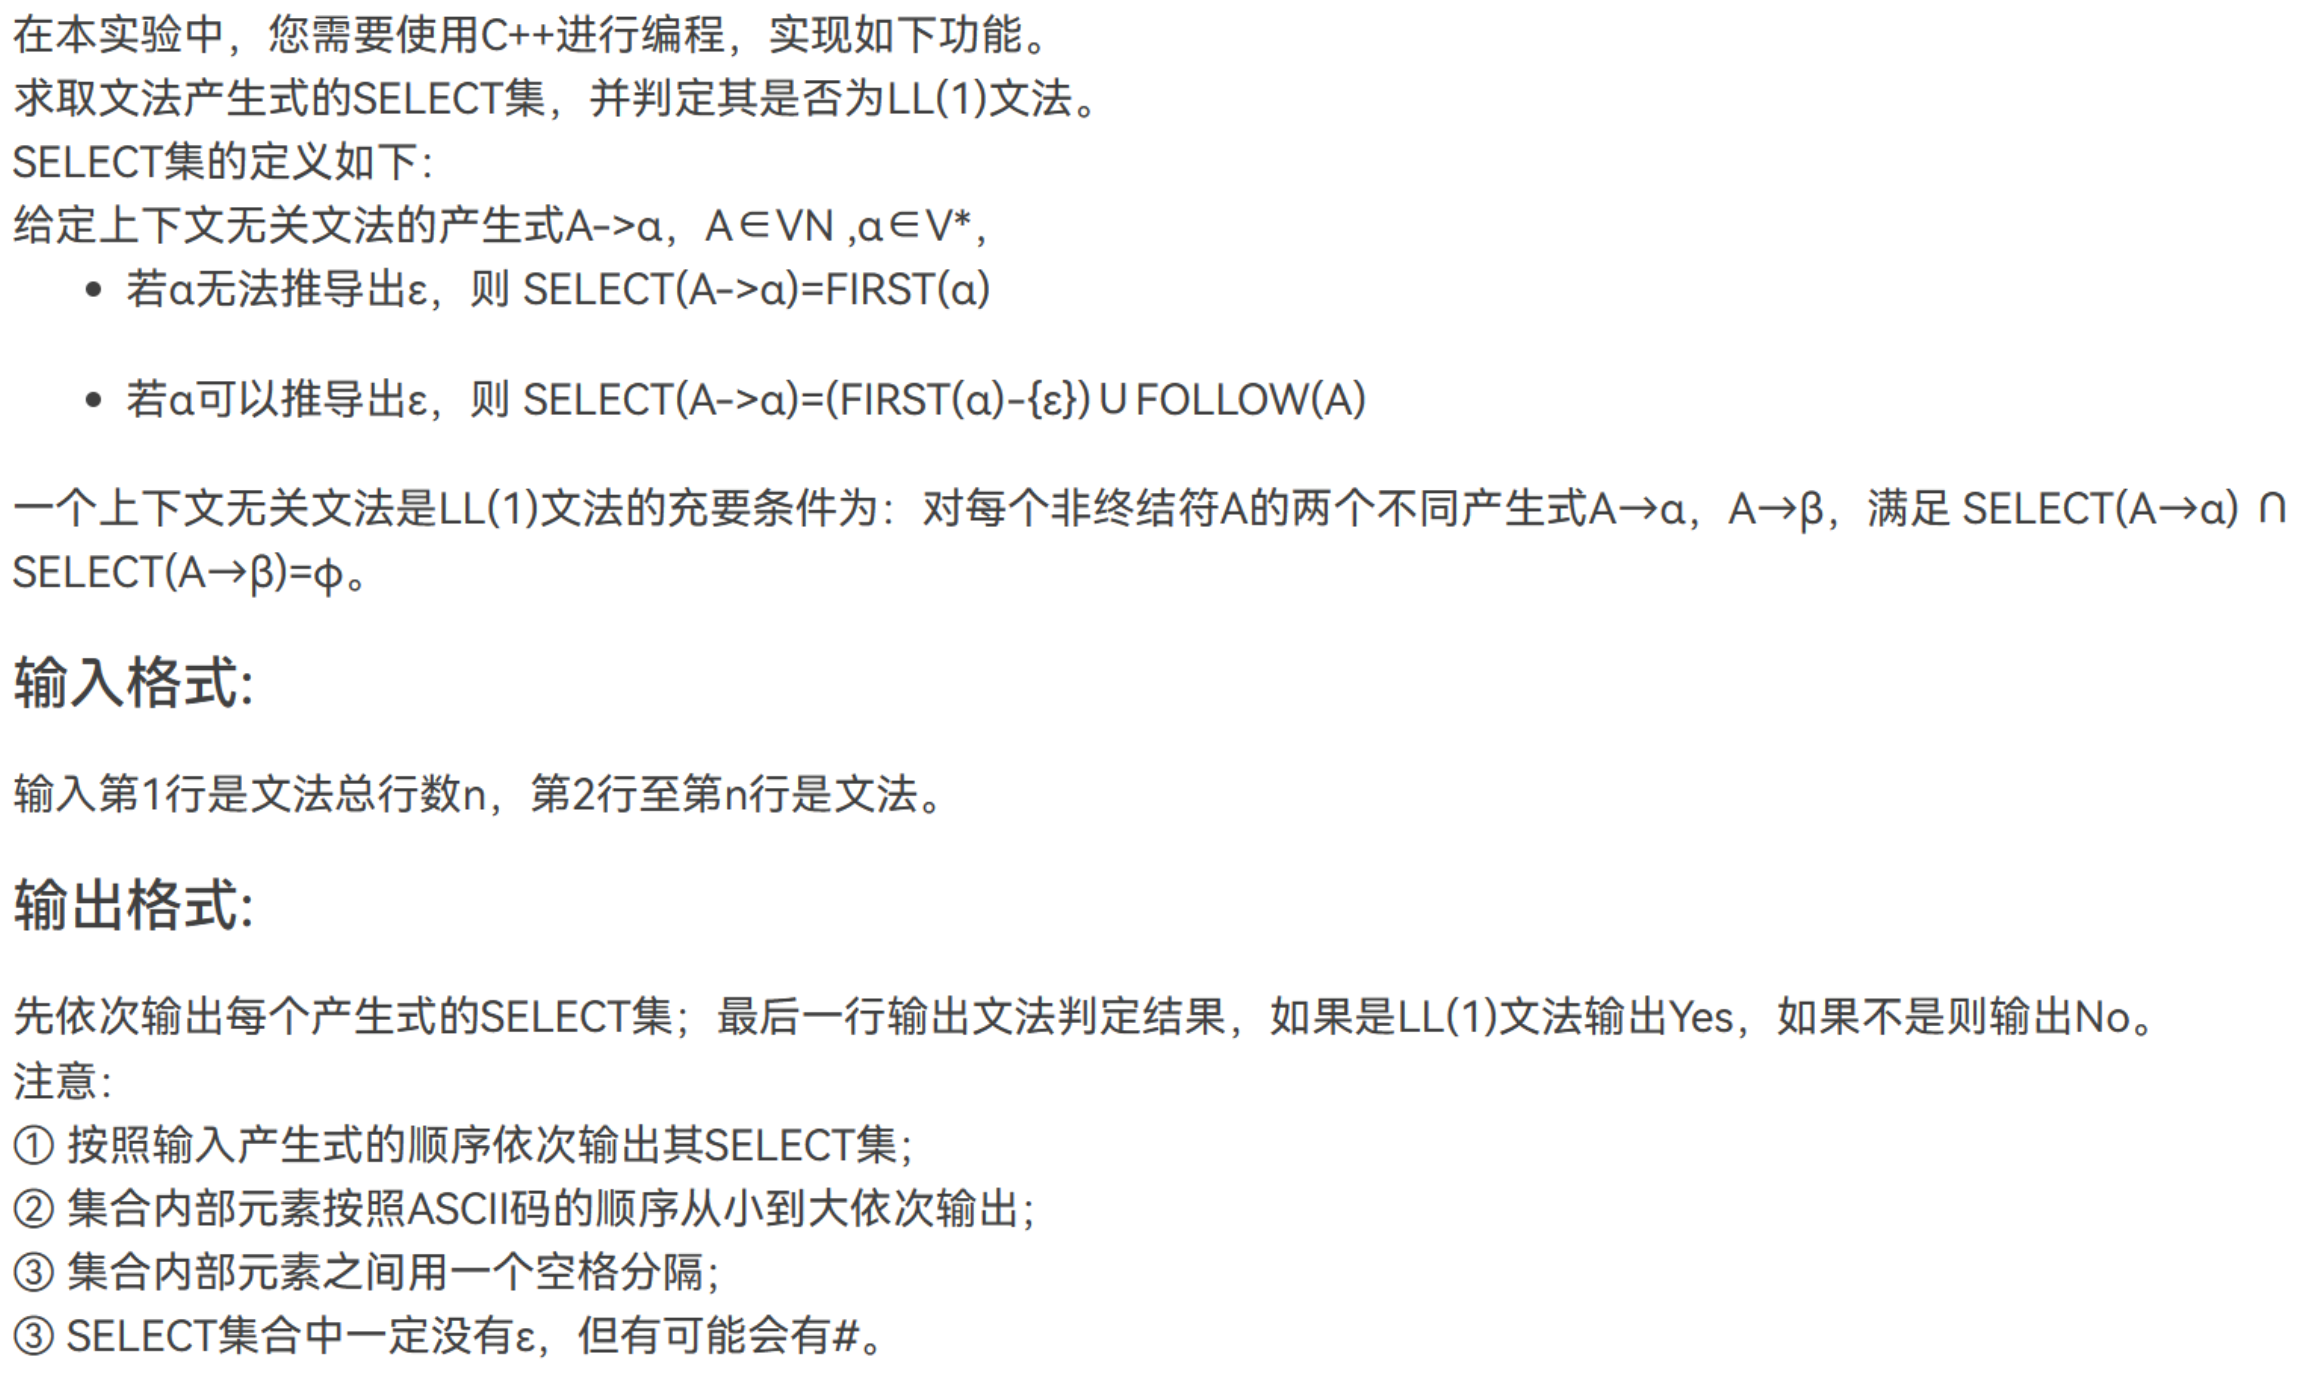 在本实验中，您需要使用C++进行编程，实现如下功能。
求取文法产生式的SELECT集，并判定其是否为LL(1)文法。
SELECT集的定义如下：
给定上下文无关文法的产生式A->α，A∈VN ,α∈V*，
• 若α无法推导出ε，则 SELECT(A->α)=FIRST(α)
• 若α可以推导出ε，则 SELECT(A->α)=(FIRST(α)-{ε})∪FOLLOW(A)
一个上下文无关文法是LL(1)文法的充要条件为：对每个非终结符A的两个不同产生式A→α，A→β，满足 SELECT(A→α) ∩
SELECT(A→β)=φ。
输入格式:
输入第1行是文法总行数n，第2行至第n行是文法。
输出格式:
先依次输出每个产生式的SELECT集；最后一行输出文法判定结果，如果是LL(1)文法输出Yes，如果不是则输出No。
注意：
① 按照输入产生式的顺序依次输出其SELECT集；
② 集合内部元素按照ASCII码的顺序从小到大依次输出；
③ 集合内部元素之间用一个空格分隔；
③ SELECT集合中一定没有ε，但有可能会有#。